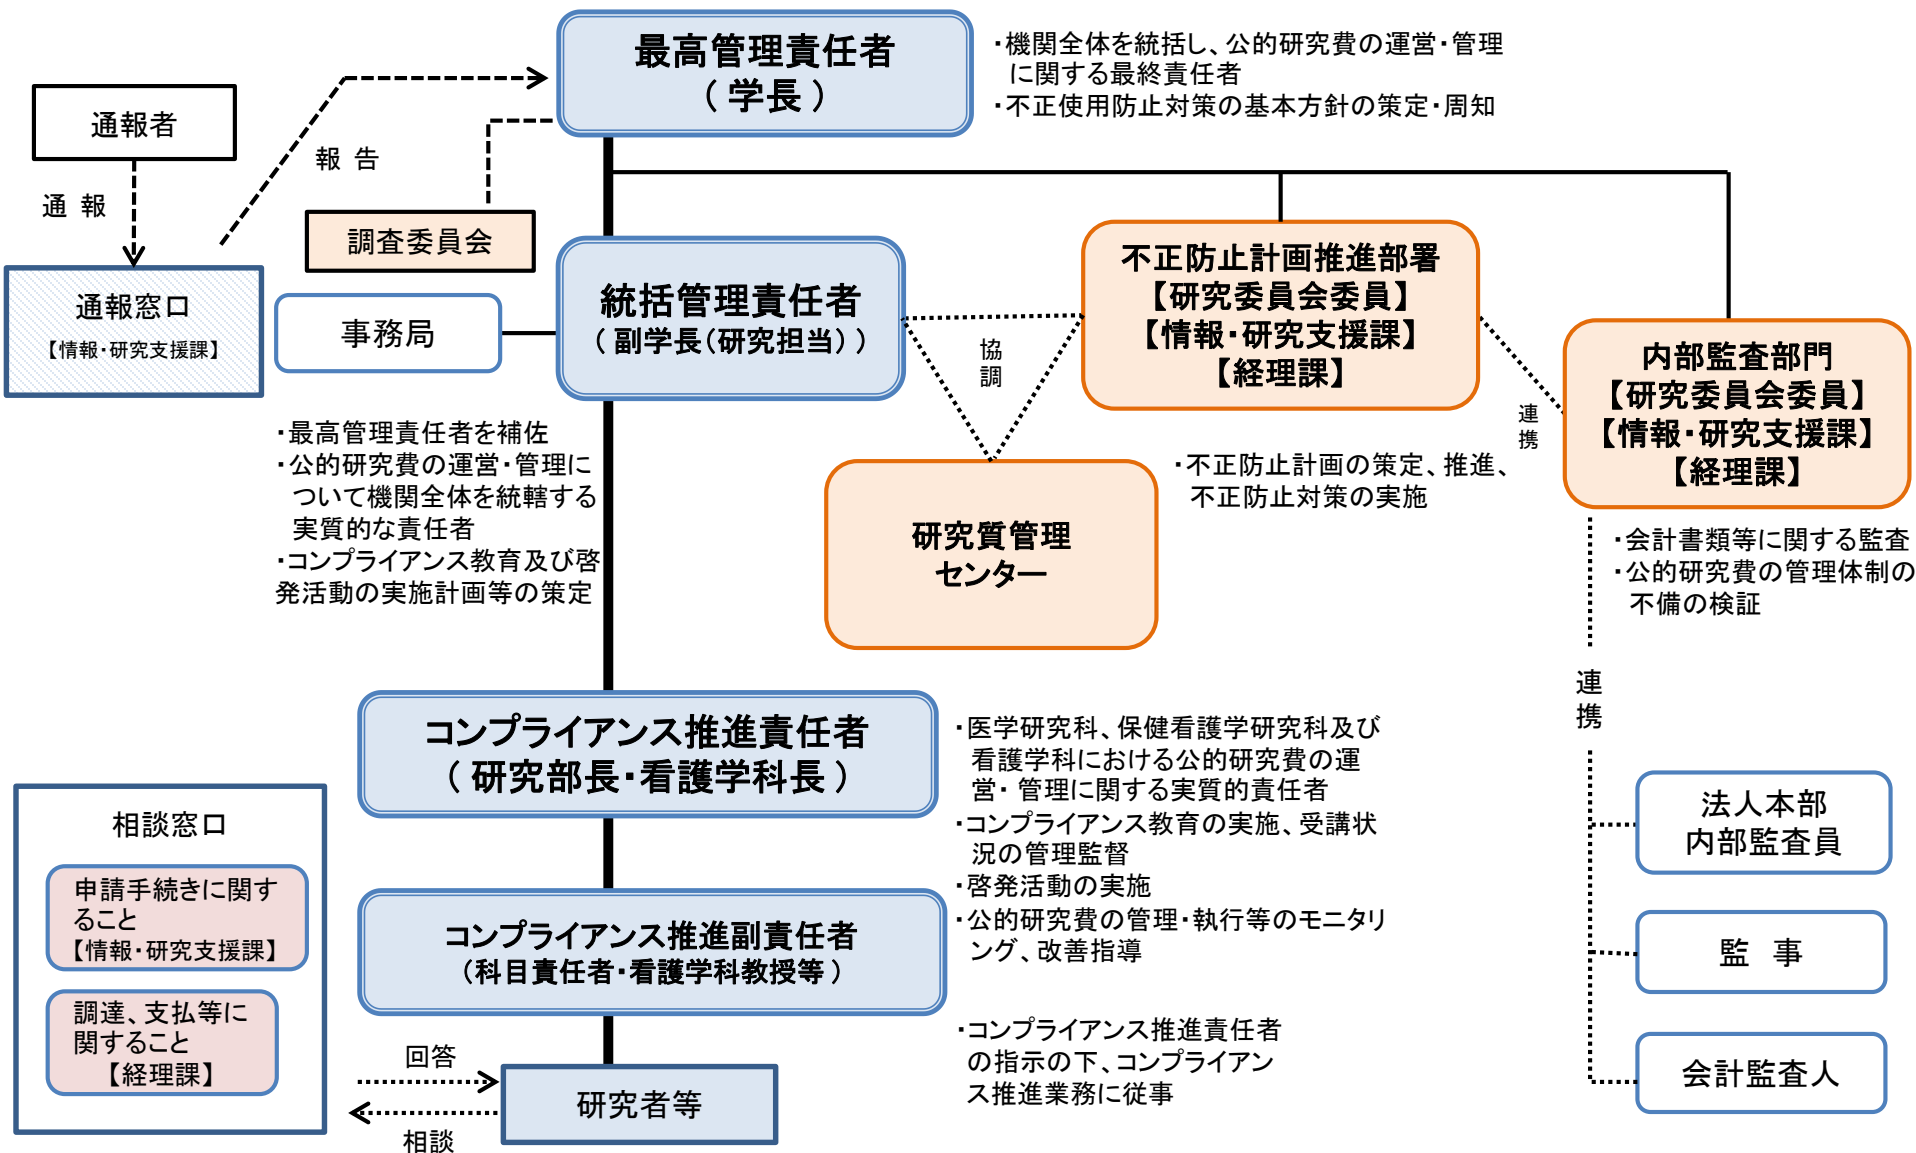 最高管理責任者
（ 学長 ）
・機関全体を統括し、公的研究費の運営・管理
に関する最終責任者
・不正使用防止対策の基本方針の策定・周知
通報者
通 報
報 告
調査委員会
通報窓口
【情報・研究支援課】
事務局
統括管理責任者
（ 副学長（研究担当））
協
調
不正防止計画推進部署
【研究委員会委員】
【情報・研究支援課】
【経理課】
連
携
内部監査部門
【研究委員会委員】
【情報・研究支援課】
【経理課】
・最高管理責任者を補佐
・公的研究費の運営・管理に
ついて機関全体を統轄する
実質的な責任者
・コンプライアンス教育及び啓
発活動の実施計画等の策定
研究質管理
センター
・不正防止計画の策定、推進、
不正防止対策の実施
・会計書類等に関する監査
・公的研究費の管理体制の
不備の検証
連
携
コンプライアンス推進責任者
（ 研究部長・看護学科長 ）
・医学研究科、保健看護学研究科及び
看護学科における公的研究費の運
営・ 管理に関する実質的責任者
・コンプライアンス教育の実施、受講状
況の管理監督
・啓発活動の実施
・公的研究費の管理・執行等のモニタリ
ング、改善指導
コンプライアンス推進副責任者
（科目責任者・看護学科教授等 ）
・コンプライアンス推進責任者
の指示の下、コンプライアン
ス推進業務に従事
相談窓口
申請手続きに関す
ること
【情報・研究支援課】
調達、支払等に
関すること
【経理課】
回答
相談
研究者等
法人本部
内部監査員
監 事
会計監査人